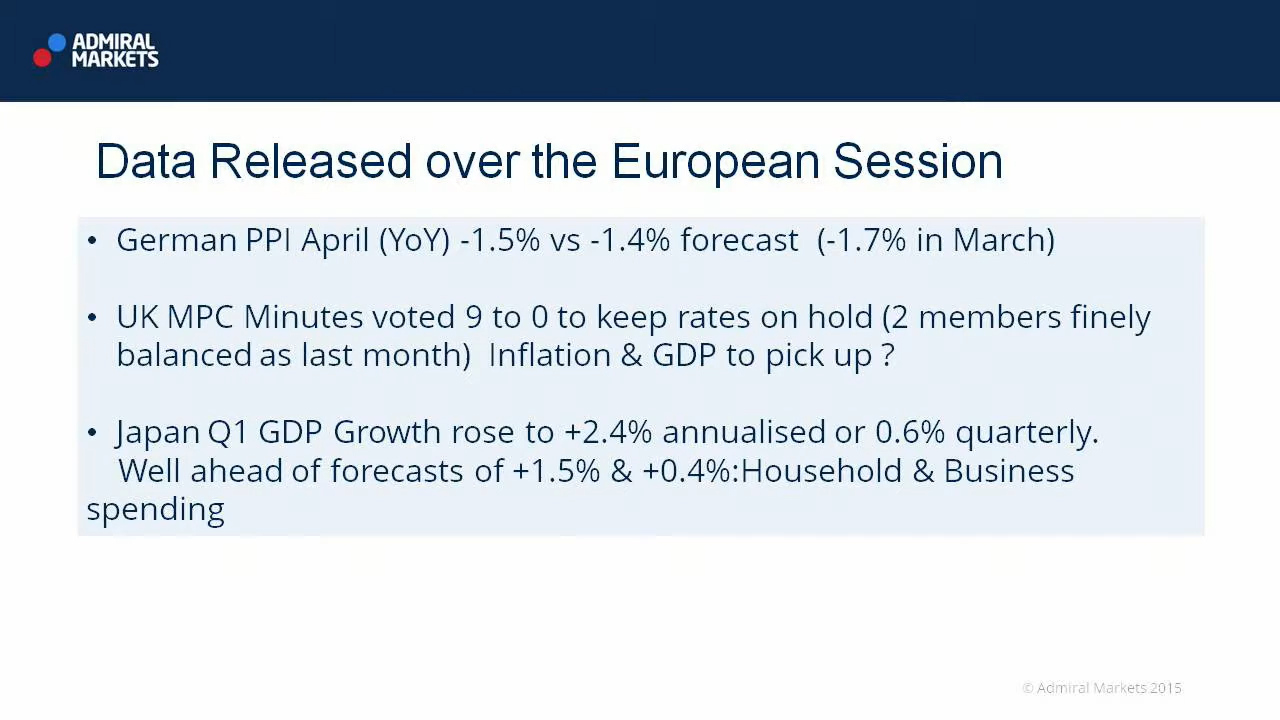 ADMIRAL
MARKETS
Data Released over the European Session
• German PPI April (YoY) -1.5% vs -1.4% forecast  (-1.7% in March)
• UK MPC Minutes voted 9 to 0 to keep rates on hold (2 members finely
balanced as last month)  Inflation & GDP to pick up ?
• Japan Q1 GDP Growth rose to +2.4% annualised or 0.6% quarterly.
Well ahead of forecasts of +1.5% & +0.4%:Household & Business
spending
© Admiral Markets 2015